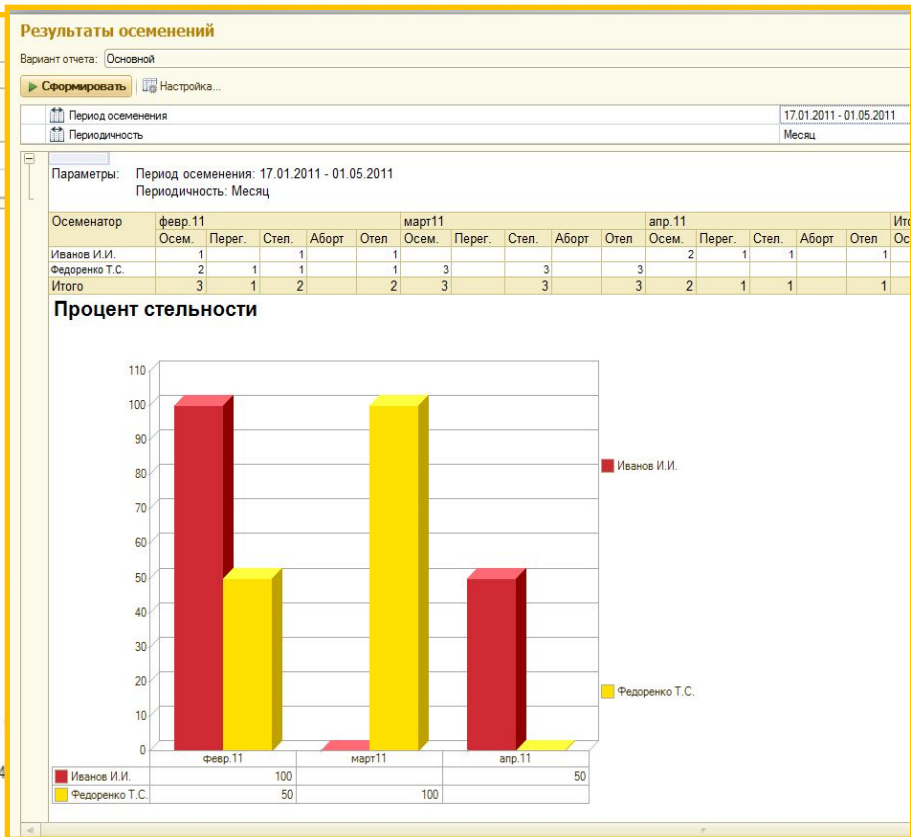 Результаты осеменений
Вариант отчета: Основной
Сформировать Настройка...
Период осеменения 17.01.2011 - 01.05.2011
Периодичность Месяц
Параметры: Период осеменения: 17.01.2011 - 01.05.2011
Периодичность: Месяц
Осеменатор февр.11 март11 апр.11 Ито
Осем. Перег. Стел. Аборт Отел Осем. Перег. Стел. Аборт Отел Осем. Перег. Стел. Аборт Отел Ос
Иванов И.И. 1 1 1 2 1 1 1
Федоренко Т.С. 2 1 1 1 3 3 3
Итого 3 1 2 2 3 3 3 2 1 1 1
Процент стельности
110
100
90
80
70
60
50
40
30
20
10
0
Иванов И.И.
Федоренко Т.С.
февр.11 март11 апр.11
Иванов И.И. 100 50
Федоренко Т.С. 50 100
4